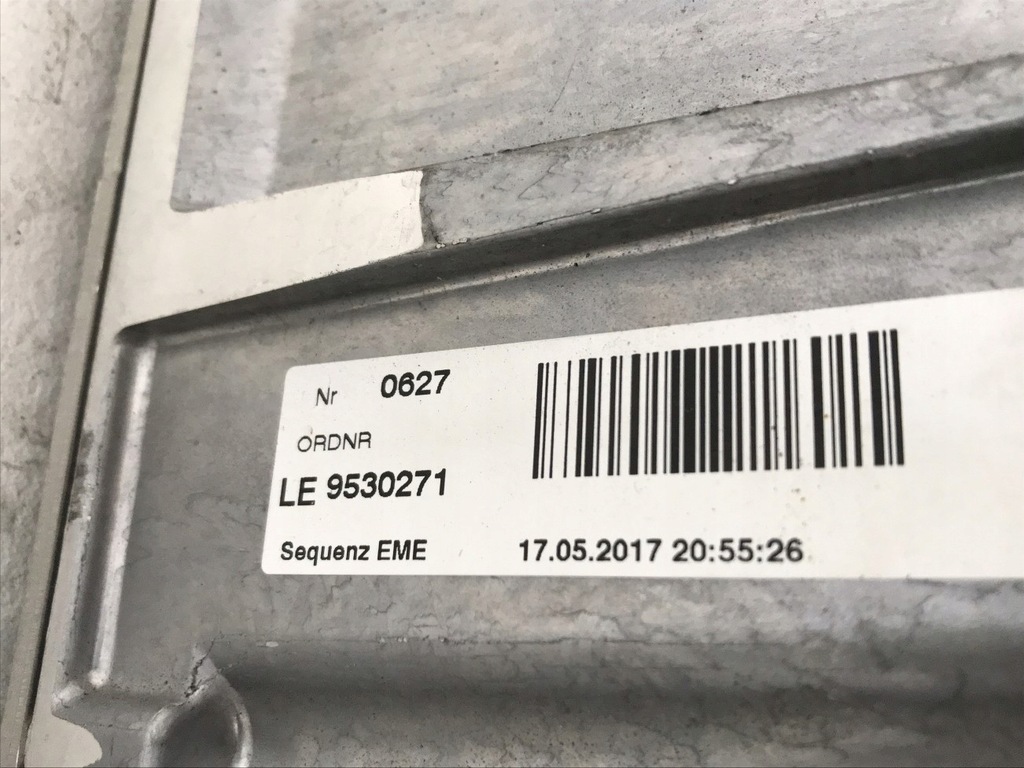 Nr 0627
ORDNR
LE 9530271
Sequenz EME 17.05.2017 20:55:26